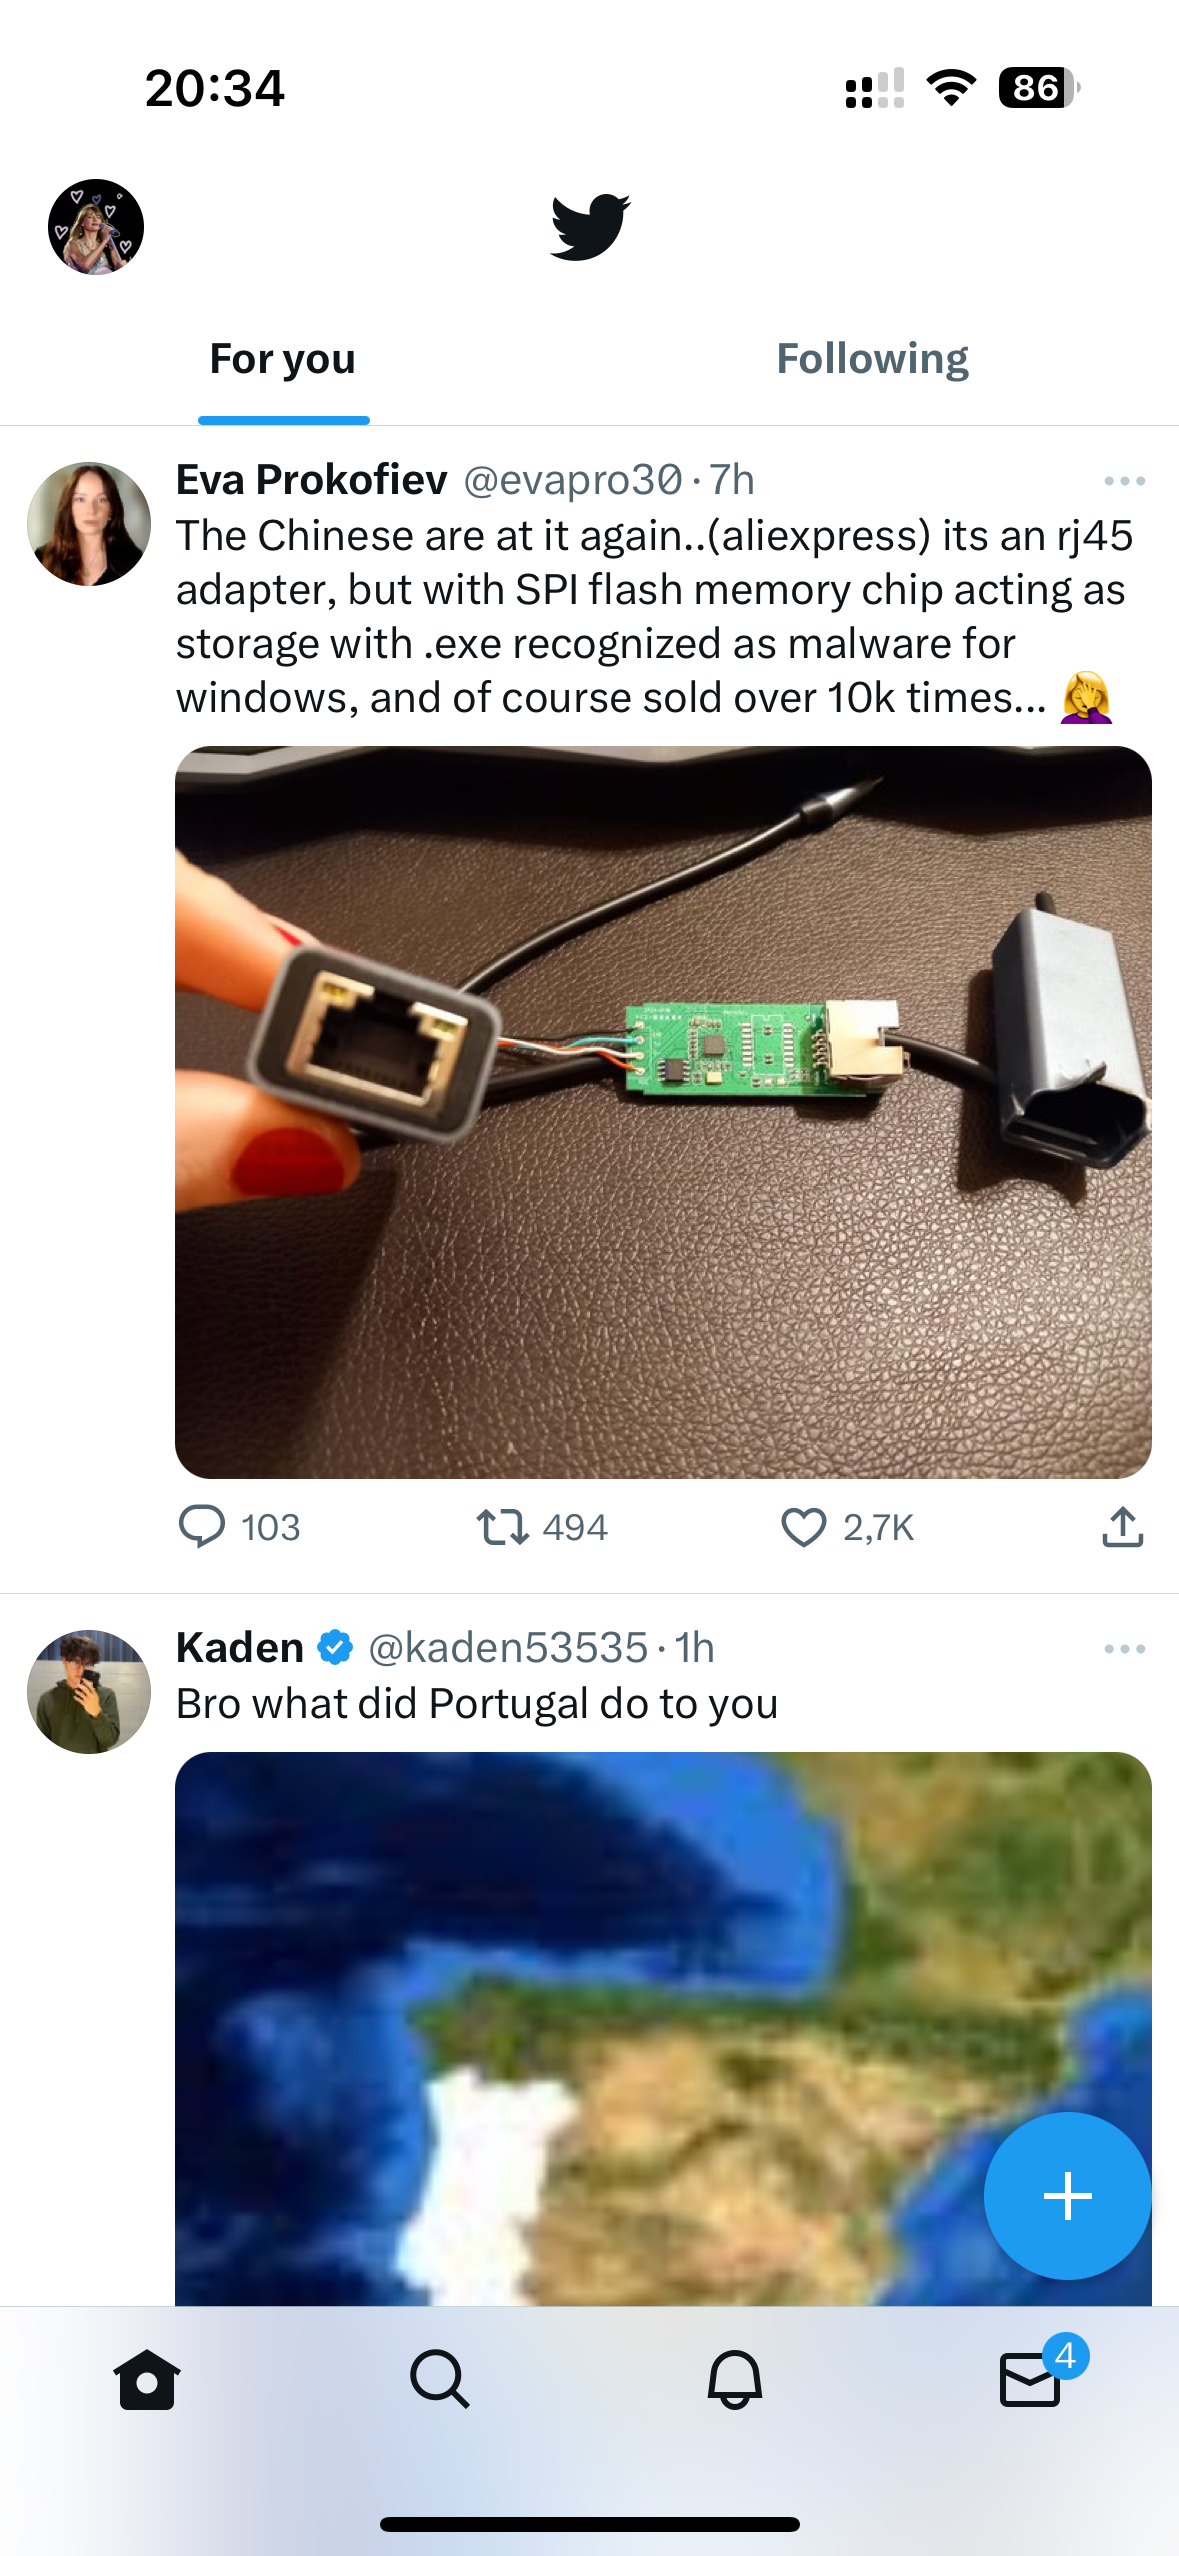 20:34
86
For you
Following
Eva Prokofiev @evapro30 · 7h
The Chinese are at it again..(aliexpress) its an rj45
adapter, but with SPI flash memory chip acting as
storage with .exe recognized as malware for
windows, and of course sold over 10k times... 🤦‍♀️
103
494
2,7K
Kaden @kaden53535 · 1h
Bro what did Portugal do to you
4